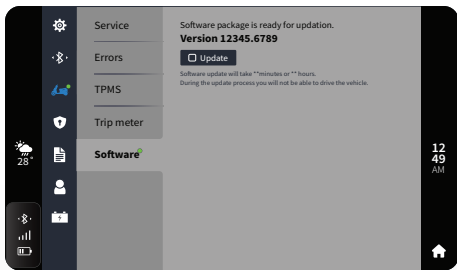 Service
Errors
TPMS
Trip meter
Software
Software package is ready for updation.
Version 12345.6789
Update
Software update will take **minutes or ** hours.
During the update process you will not be able to drive the vehicle.
28°
12
49
AM